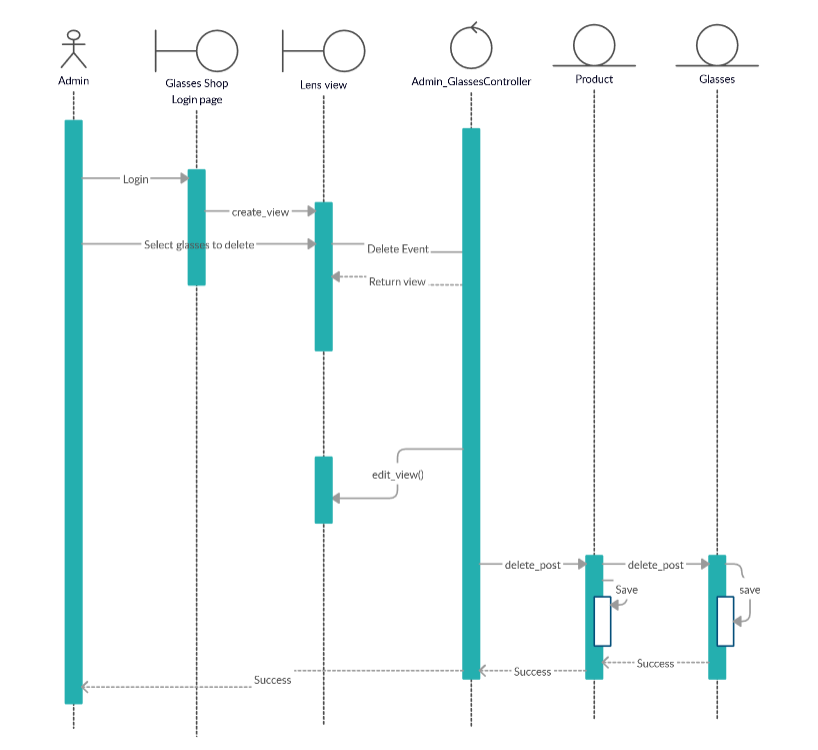 Admin
Glasses Shop
Login page
Lens view
Admin_GlassesController
Product
Glasses
Login
create_view
Select glasses to delete
Delete Event
Return view
edit_view()
delete_post
delete_post
Save
save
Success
Success
Success